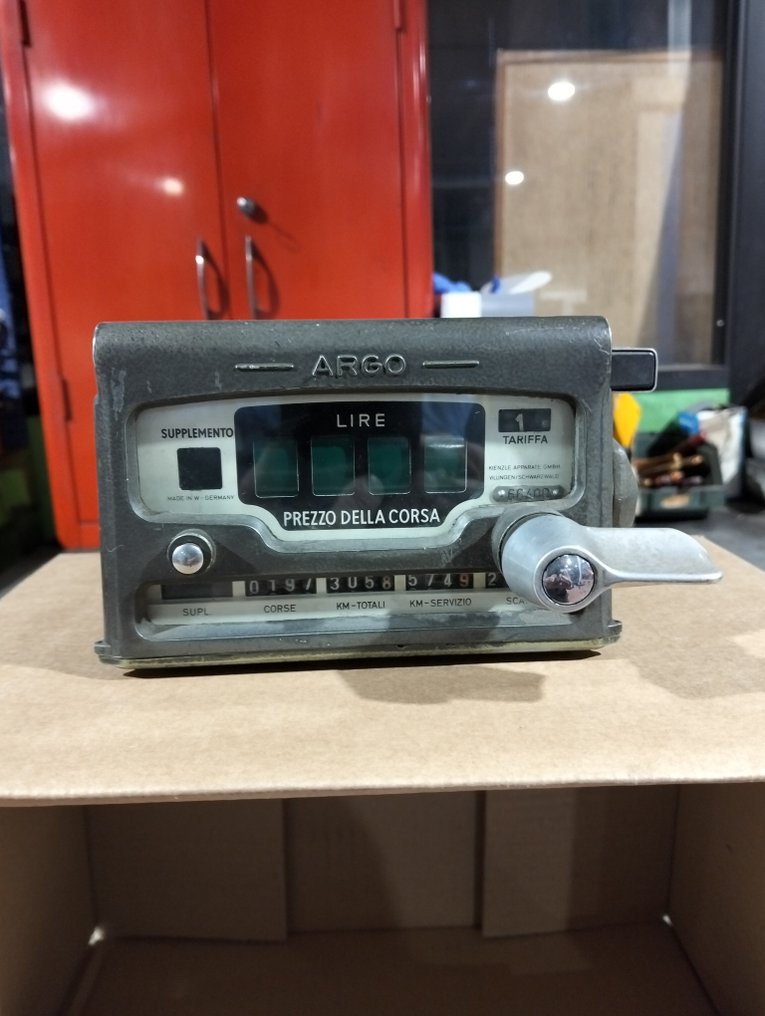 ARGO
LIRE
SUPPLEMENTO
1
TARIFFA
KIENZLE APPARATE GMBH
VILLINGEN/SCHWARZWALD
MADE IN W-GERMANY
PREZZO DELLA CORSA
0197 3058 5749 2
SUPL. CORSE KM-TOTALI KM-SERVIZIO